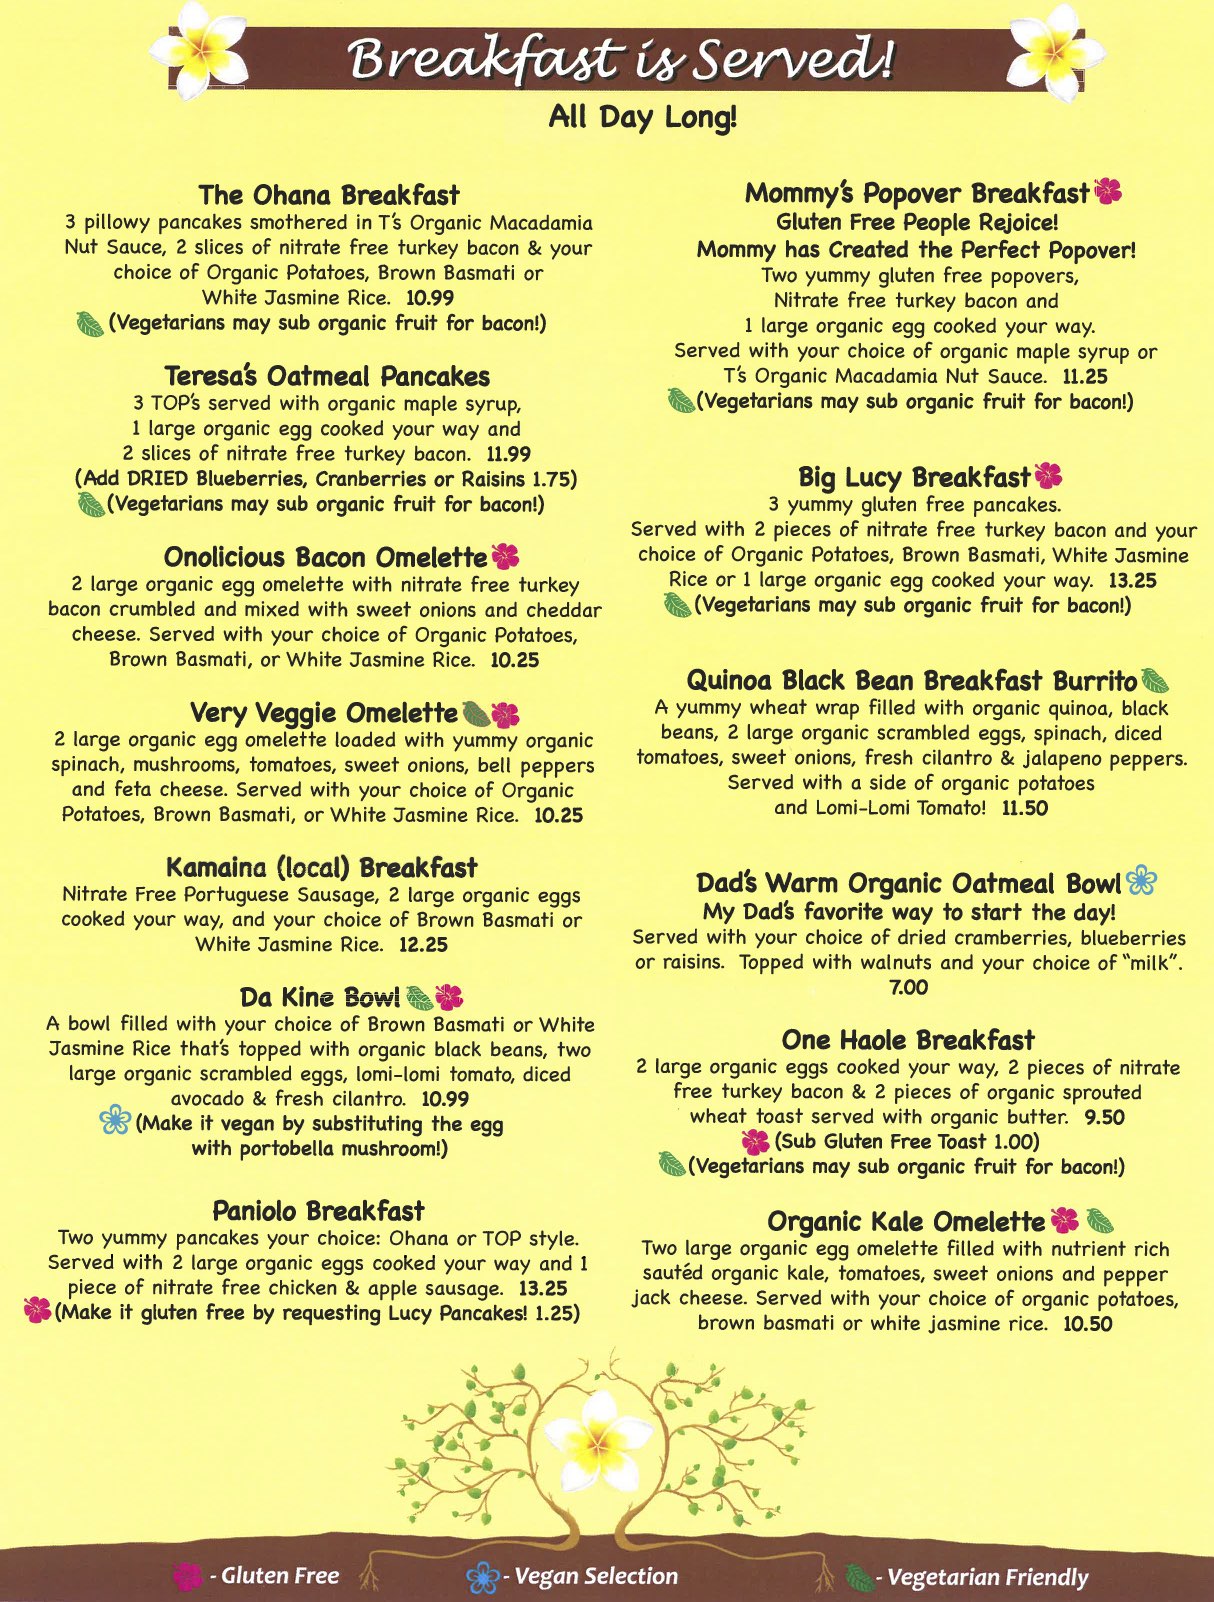 Breakfast is Served!
All Day Long!
The Ohana Breakfast
3 pillowy pancakes smothered in T's Organic Macadamia
Nut Sauce, 2 slices of nitrate free turkey bacon & your
choice of Organic Potatoes, Brown Basmati or
White Jasmine Rice. 10.99
(Vegetarians may sub organic fruit for bacon!)
Teresa's Oatmeal Pancakes
3 TOP's served with organic maple syrup,
1 large organic egg cooked your way and
2 slices of nitrate free turkey bacon. 11.99
(Add DRIED Blueberries, Cranberries or Raisins 1.75)
(Vegetarians may sub organic fruit for bacon!)
Onolicious Bacon Omelette
2 large organic egg omelette with nitrate free turkey
bacon crumbled and mixed with sweet onions and cheddar
cheese. Served with your choice of Organic Potatoes,
Brown Basmati, or White Jasmine Rice. 10.25
Very Veggie Omelette
2 large organic egg omelette loaded with yummy organic
spinach, mushrooms, tomatoes, sweet onions, bell peppers
and feta cheese. Served with your choice of Organic
Potatoes, Brown Basmati, or White Jasmine Rice. 10.25
Kamaina (local) Breakfast
Nitrate Free Portuguese Sausage, 2 large organic eggs
cooked your way, and your choice of Brown Basmati or
White Jasmine Rice. 12.25
Da Kine Bowl
A bowl filled with your choice of Brown Basmati or White
Jasmine Rice that's topped with organic black beans, two
large organic scrambled eggs, lomi-lomi tomato, diced
avocado & fresh cilantro. 10.99
(Make it vegan by substituting the egg
with portobella mushroom!)
Paniolo Breakfast
Two yummy pancakes your choice: Ohana or TOP style.
Served with 2 large organic eggs cooked your way and 1
piece of nitrate free chicken & apple sausage. 13.25
(Make it gluten free by requesting Lucy Pancakes! 1.25)
Mommy's Popover Breakfast
Gluten Free People Rejoice!
Mommy has Created the Perfect Popover!
Two yummy gluten free popovers,
Nitrate free turkey bacon and
1 large organic egg cooked your way.
Served with your choice of organic maple syrup or
T's Organic Macadamia Nut Sauce. 11.25
(Vegetarians may sub organic fruit for bacon!)
Big Lucy Breakfast
3 yummy gluten free pancakes.
Served with 2 pieces of nitrate free turkey bacon and your
choice of Organic Potatoes, Brown Basmati, White Jasmine
Rice or 1 large organic egg cooked your way. 13.25
(Vegetarians may sub organic fruit for bacon!)
Quinoa Black Bean Breakfast Burrito
A yummy wheat wrap filled with organic quinoa, black
beans, 2 large organic scrambled eggs, spinach, diced
tomatoes, sweet onions, fresh cilantro & jalapeno peppers.
Served with a side of organic potatoes
and Lomi-Lomi Tomato! 11.50
Dad's Warm Organic Oatmeal Bowl
My Dad's favorite way to start the day!
Served with your choice of dried cramberries, blueberries
or raisins. Topped with walnuts and your choice of "milk".
7.00
One Haole Breakfast
2 large organic eggs cooked your way, 2 pieces of nitrate
free turkey bacon & 2 pieces of organic sprouted
wheat toast served with organic butter. 9.50
(Sub Gluten Free Toast 1.00)
(Vegetarians may sub organic fruit for bacon!)
Organic Kale Omelette
Two large organic egg omelette filled with nutrient rich
sautéd organic kale, tomatoes, sweet onions and pepper
jack cheese. Served with your choice of organic potatoes,
brown basmati or white jasmine rice. 10.50
- Gluten Free
- Vegan Selection
- Vegetarian Friendly